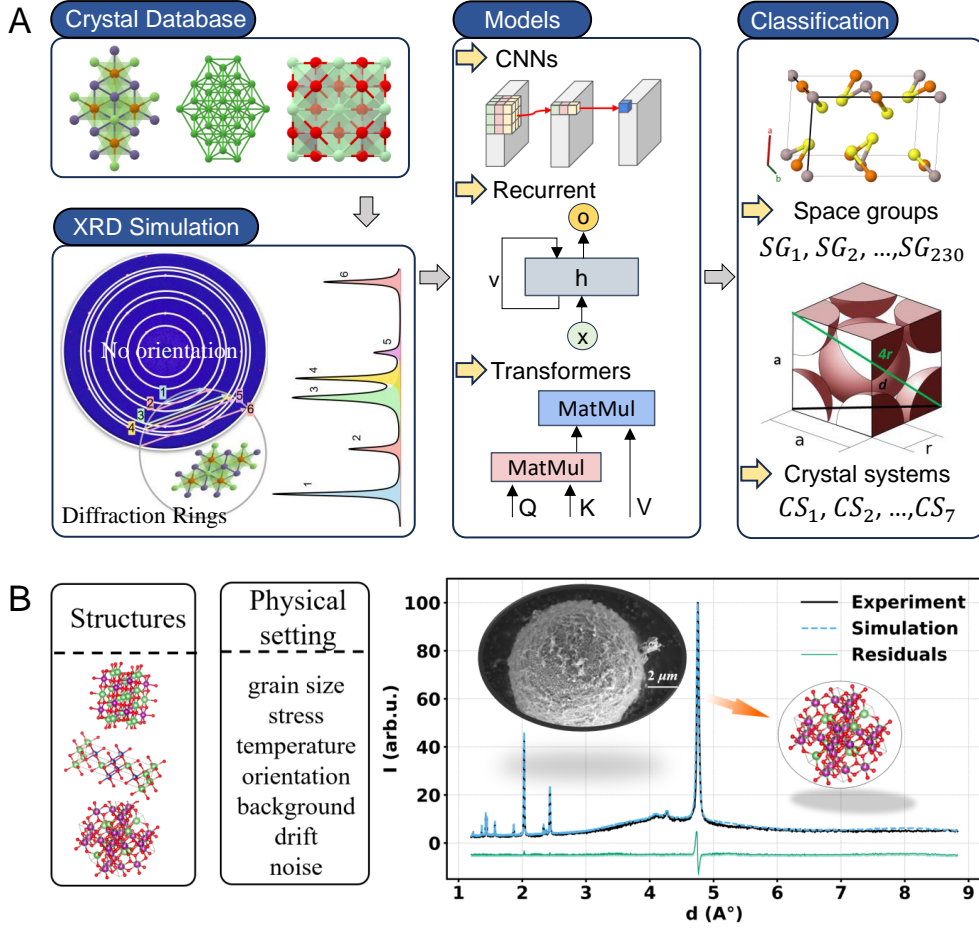 A
Crystal Database
Models
Classification
CNNs
a
b
Recurrent
Space groups
SG₁, SG₂, ...,SG₂₃₀
XRD Simulation
No orientation
1
2
3
4
5
6
Diffraction Rings
6
5
4
3
2
1
o
v
h
x
Transformers
MatMul
MatMul
Q
K
V
4r
d
a
a
r
Crystal systems
CS₁, CS₂, ...,CS₇
B
Structures
Physical
setting
grain size
stress
temperature
orientation
background
drift
noise
I (arb.u.)
100
80
60
40
20
0
2 μm
Experiment
Simulation
Residuals
1
2
3
4
5
6
7
8
9
d (A°)